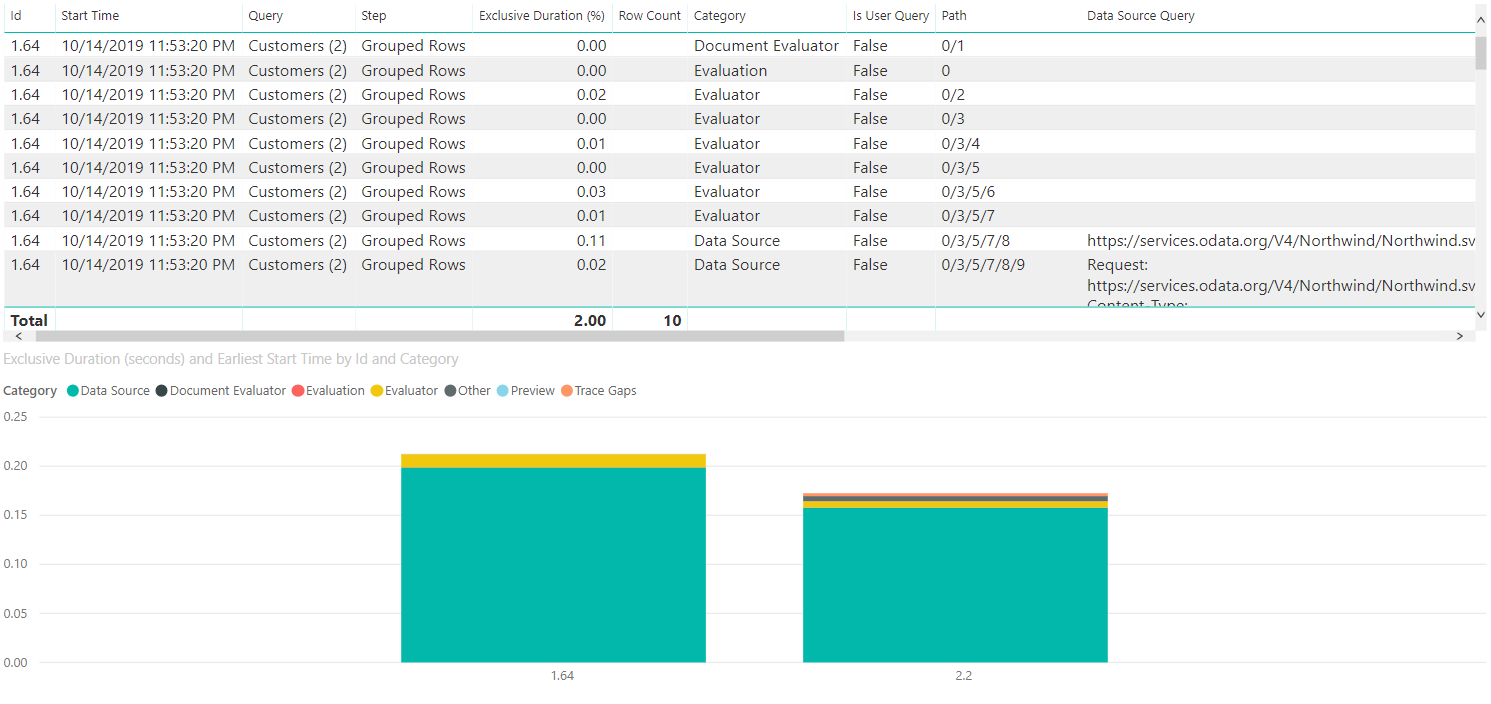 Id Start Time Query Step Exclusive Duration (%) Row Count Category Is User Query Path Data Source Query
1.64 10/14/2019 11:53:20 PM Customers (2) Grouped Rows 0.00 Document Evaluator False 0/1
1.64 10/14/2019 11:53:20 PM Customers (2) Grouped Rows 0.00 Evaluation False 0
1.64 10/14/2019 11:53:20 PM Customers (2) Grouped Rows 0.02 Evaluator False 0/2
1.64 10/14/2019 11:53:20 PM Customers (2) Grouped Rows 0.00 Evaluator False 0/3
1.64 10/14/2019 11:53:20 PM Customers (2) Grouped Rows 0.01 Evaluator False 0/3/4
1.64 10/14/2019 11:53:20 PM Customers (2) Grouped Rows 0.00 Evaluator False 0/3/5
1.64 10/14/2019 11:53:20 PM Customers (2) Grouped Rows 0.03 Evaluator False 0/3/5/6
1.64 10/14/2019 11:53:20 PM Customers (2) Grouped Rows 0.01 Evaluator False 0/3/5/7
1.64 10/14/2019 11:53:20 PM Customers (2) Grouped Rows 0.11 Data Source False 0/3/5/7/8 https://services.odata.org/V4/Northwind/Northwind.sv
1.64 10/14/2019 11:53:20 PM Customers (2) Grouped Rows 0.02 Data Source False 0/3/5/7/8/9 Request:
https://services.odata.org/V4/Northwind/Northwind.sv
Content-Type:
Total 2.00 10
Exclusive Duration (seconds) and Earliest Start Time by Id and Category
Category Data Source Document Evaluator Evaluation Evaluator Other Preview Trace Gaps
0.25
0.20
0.15
0.10
0.05
0.00
1.64 2.2